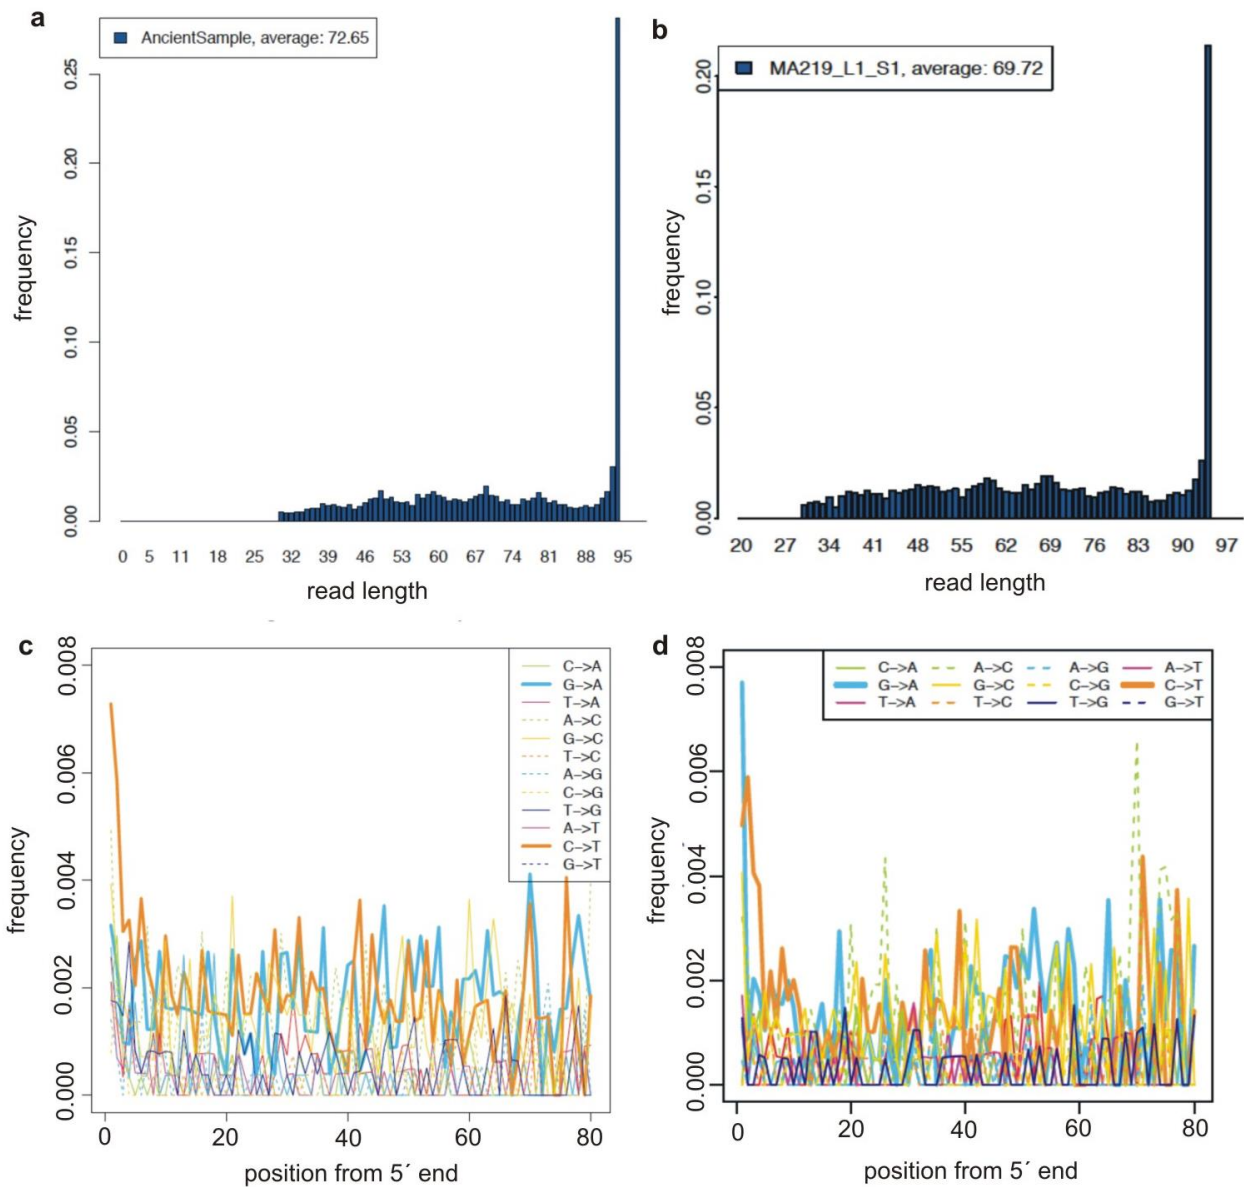 a
AncientSample, average: 72.65
0.25
0.20
0.15
0.10
0.05
0.00
frequency
0 5 11 18 25 32 39 46 53 60 67 74 81 88 95
read length
b
MA219_L1_S1, average: 69.72
0.20
0.15
0.10
0.05
0.00
frequency
20 27 34 41 48 55 62 69 76 83 90 97
read length
c
0.008
0.006
0.004
0.002
0.000
frequency
C->A
G->A
T->A
A->C
G->C
T->C
A->G
C->G
T->G
A->T
C->T
G->T
0 20 40 60 80
position from 5´ end
d
0.008
0.006
0.004
0.002
0.000
frequency
C->A A->C A->G A->T
G->A G->C C->G C->T
T->A T->C T->G G->T
0 20 40 60 80
position from 5´ end